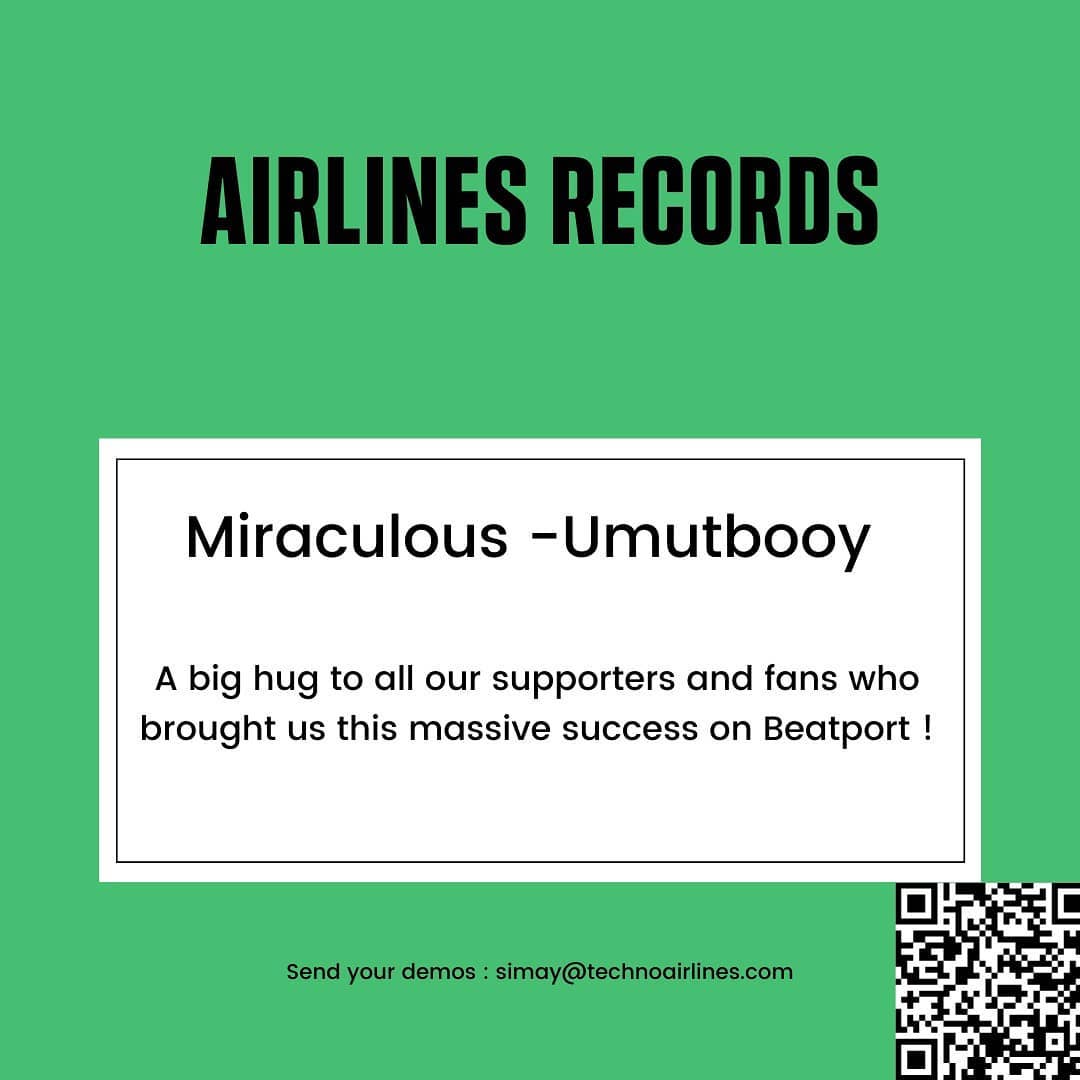 AIRLINES RECORDS
Miraculous -Umutbooy
A big hug to all our supporters and fans who
brought us this massive success on Beatport !
Send your demos : simay@technoairlines.com